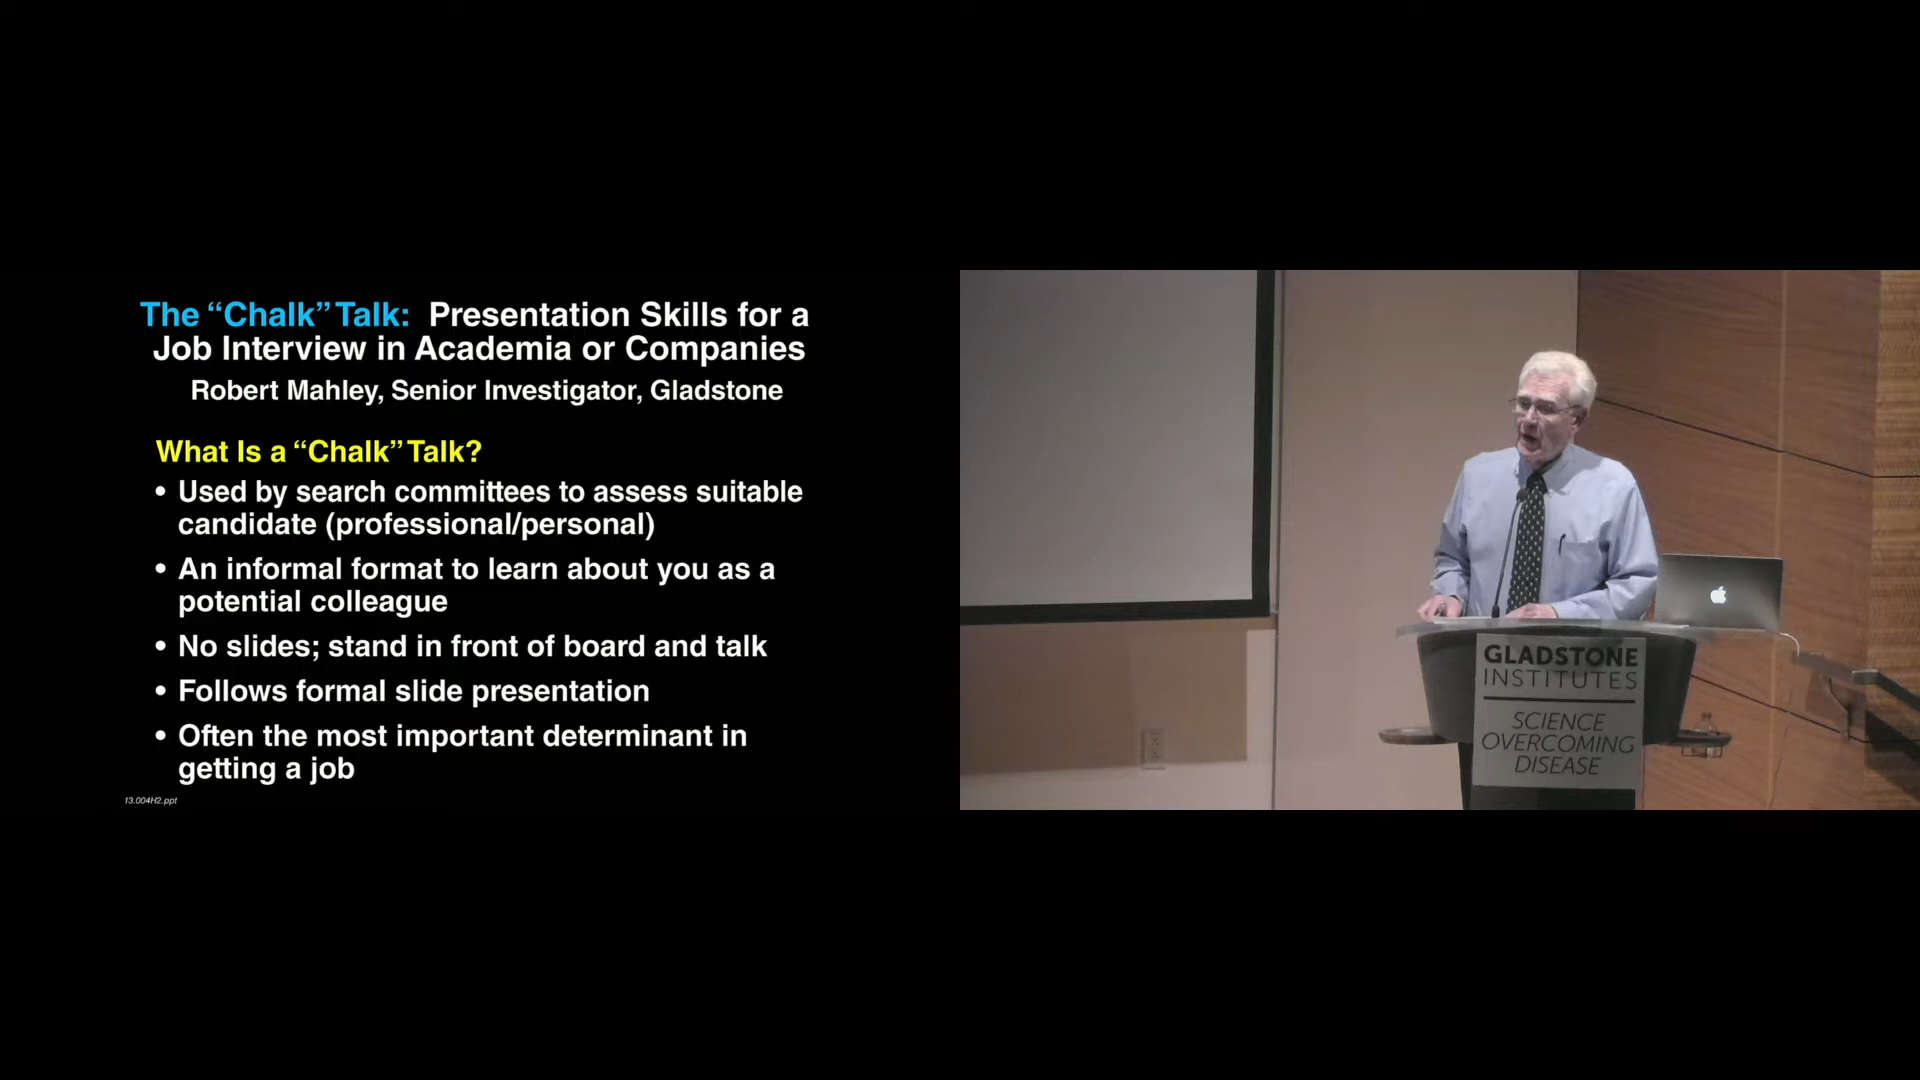 The “Chalk” Talk: Presentation Skills for a
Job Interview in Academia or Companies
Robert Mahley, Senior Investigator, Gladstone
What Is a “Chalk” Talk?
• Used by search committees to assess suitable
candidate (professional/personal)
• An informal format to learn about you as a
potential colleague
• No slides; stand in front of board and talk
• Follows formal slide presentation
• Often the most important determinant in
getting a job
13.004H2.ppt
GLADSTONE
INSTITUTES
SCIENCE
OVERCOMING
DISEASE